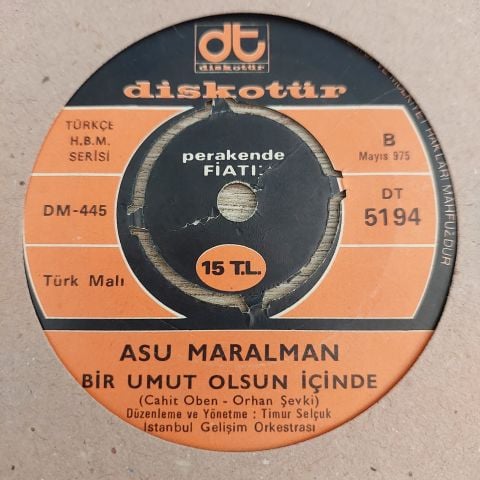 dt
diskotür
diskotür
TÜRKÇE
H.B.M.
SERİSİ
perakende
FİATI:
B
Mayıs 975
DM-445
DT
5194
Türk Malı
15 T.L.
HAKLARI MAHFUZDUR
ASU MARALMAN
BİR UMUT OLSUN İÇİNDE
(Cahit Oben - Orhan Şevki)
Düzenleme ve Yönetme : Timur Selçuk
İstanbul Gelişim Orkestrası